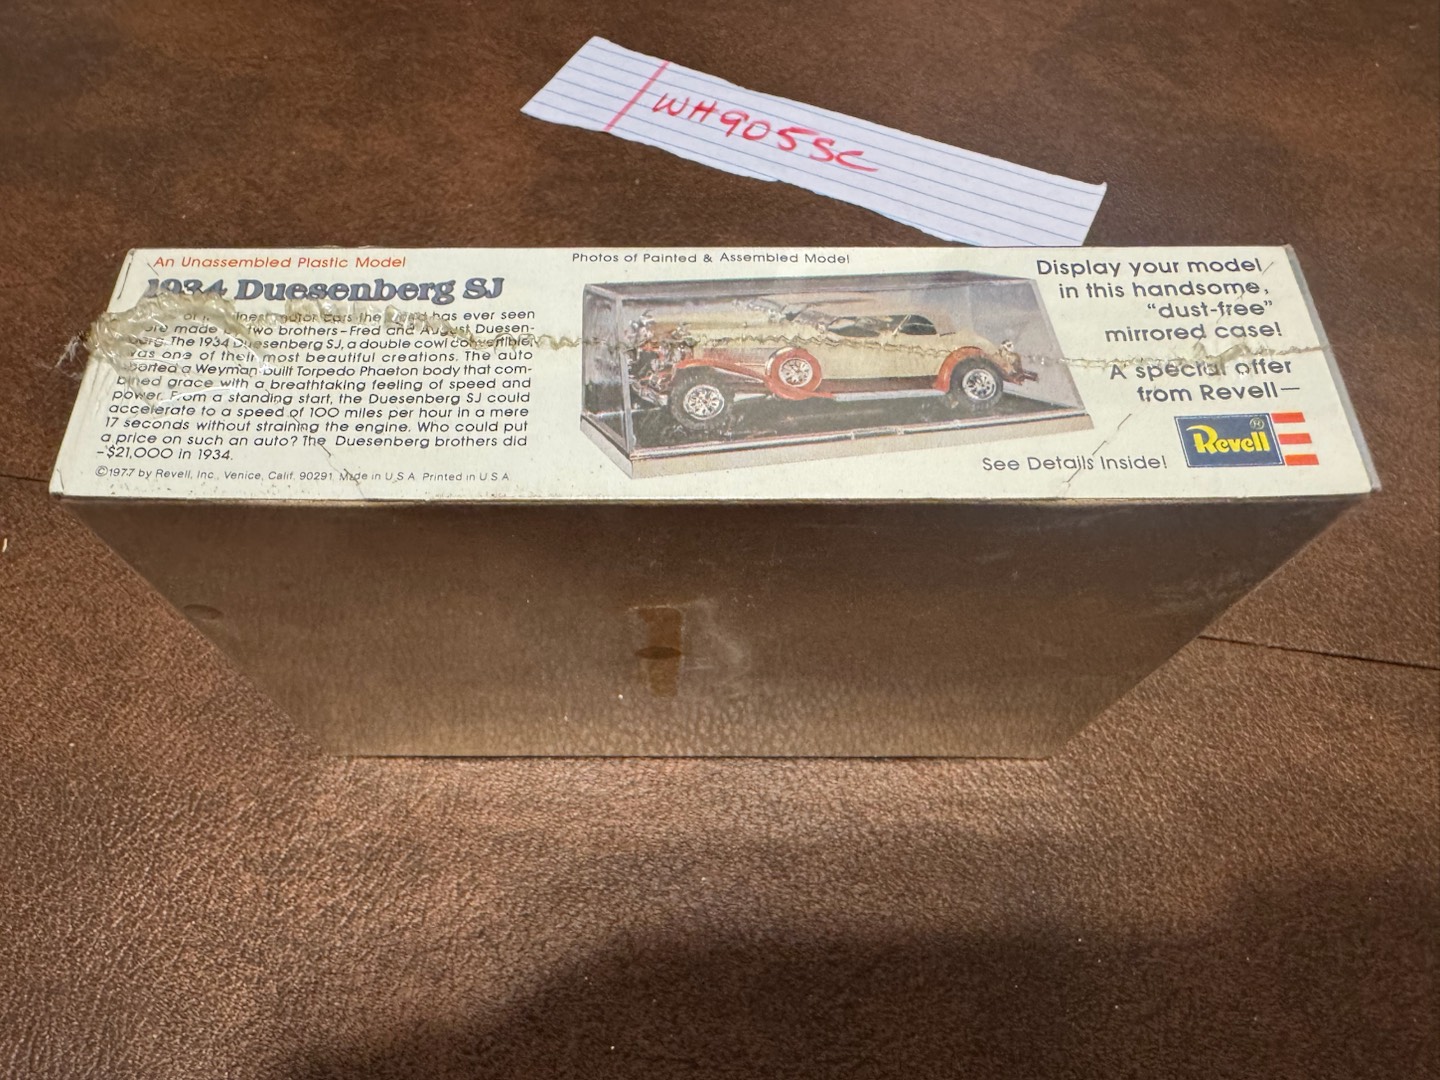 WH905SC
An Unassembled Plastic Model
1934 Duesenberg SJ
of has ever seen
made two brothers–Fred and August Duesen-
The 1934 Duesenberg SJ, a double cowl convertible,
was one of their most beautiful creations. The auto
sported a Weyman-built Torpedo Phaeton body that com-
bined grace with a breathtaking feeling of speed and
power. From a standing start, the Duesenberg SJ could
accelerate to a speed of 100 miles per hour in a mere
17 seconds without straining the engine. Who could put
a price on such an auto? The Duesenberg brothers did
–$21,000 in 1934.
©1977 by Revell, Inc., Venice, Calif. 90291 Made in U S A Printed in U S A
Photos of Painted & Assembled Model
Display your model
in this handsome,
“dust-free”
mirrored case!
A special offer
from Revell—
See Details Inside!
Revell®